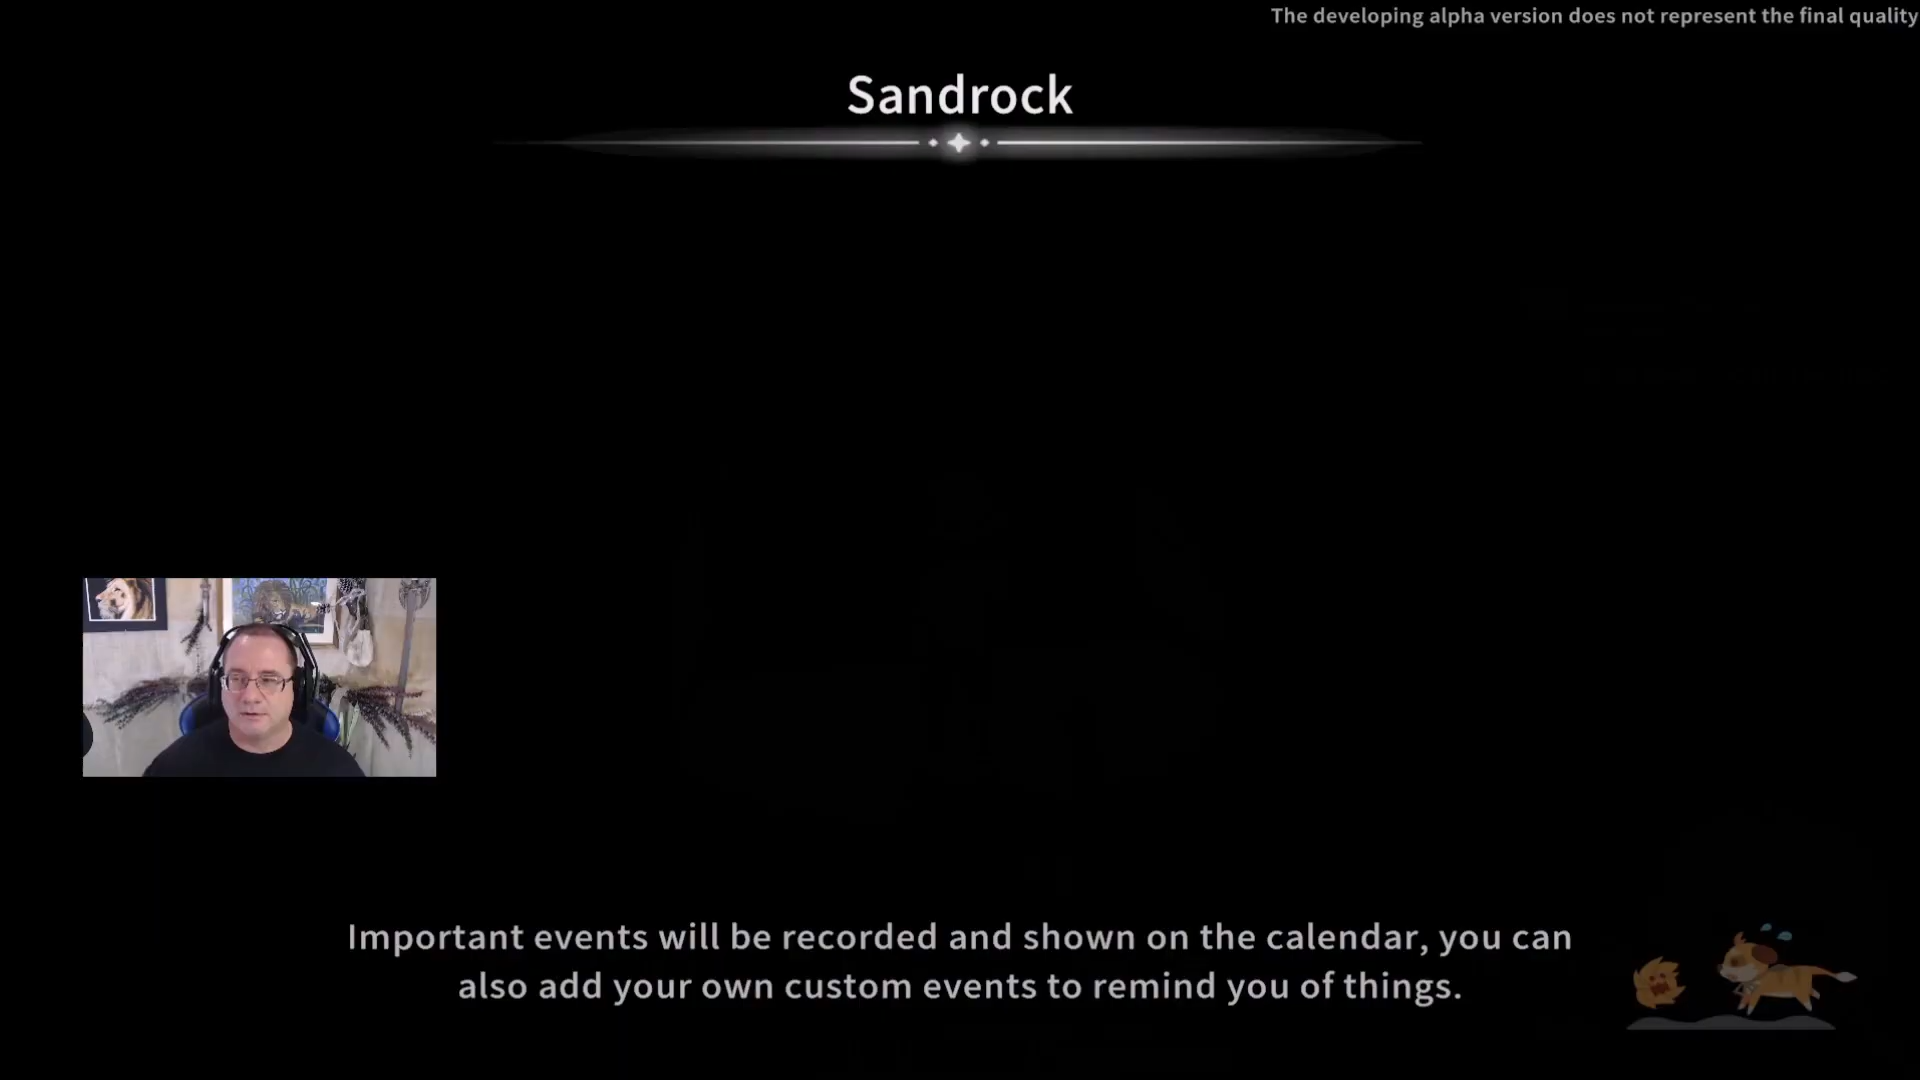 The developing alpha version does not represent the final quality
Sandrock
Important events will be recorded and shown on the calendar, you can
also add your own custom events to remind you of things.